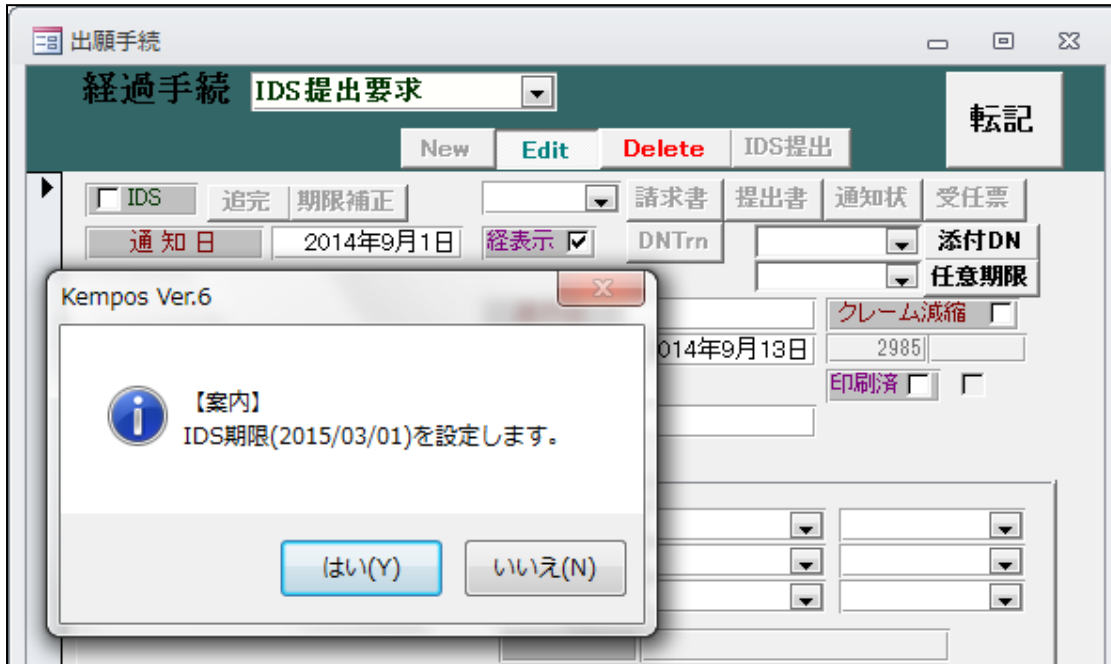 出願手続
経過手続 IDS提出要求
転記
New Edit Delete IDS提出
IDS 追完 期限補正 請求書 提出書 通知状 受任票
通知日 2014年9月1日 経表示 DNTrn 添付DN
任意期限
Kempos Ver.6
クレーム減縮
014年9月13日 2985
印刷済
【案内】
IDS期限(2015/03/01)を設定します。
はい(Y) いいえ(N)